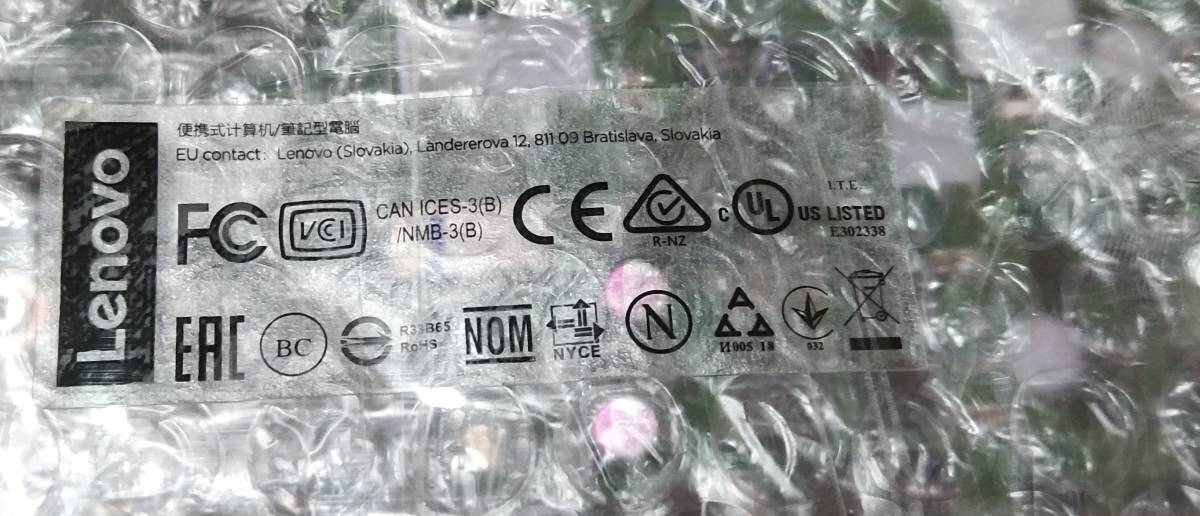 Lenovo
便携式计算机/筆記型電腦
EU contact: Lenovo (Slovakia), Landererova 12, 811 09 Bratislava, Slovakia
FC VCCI CAN ICES-3(B) /NMB-3(B) CE R-NZ C UL US LISTED I.T.E. E302338
EAC BC R33B65 RoHS NOM NYCE N И005 18 032